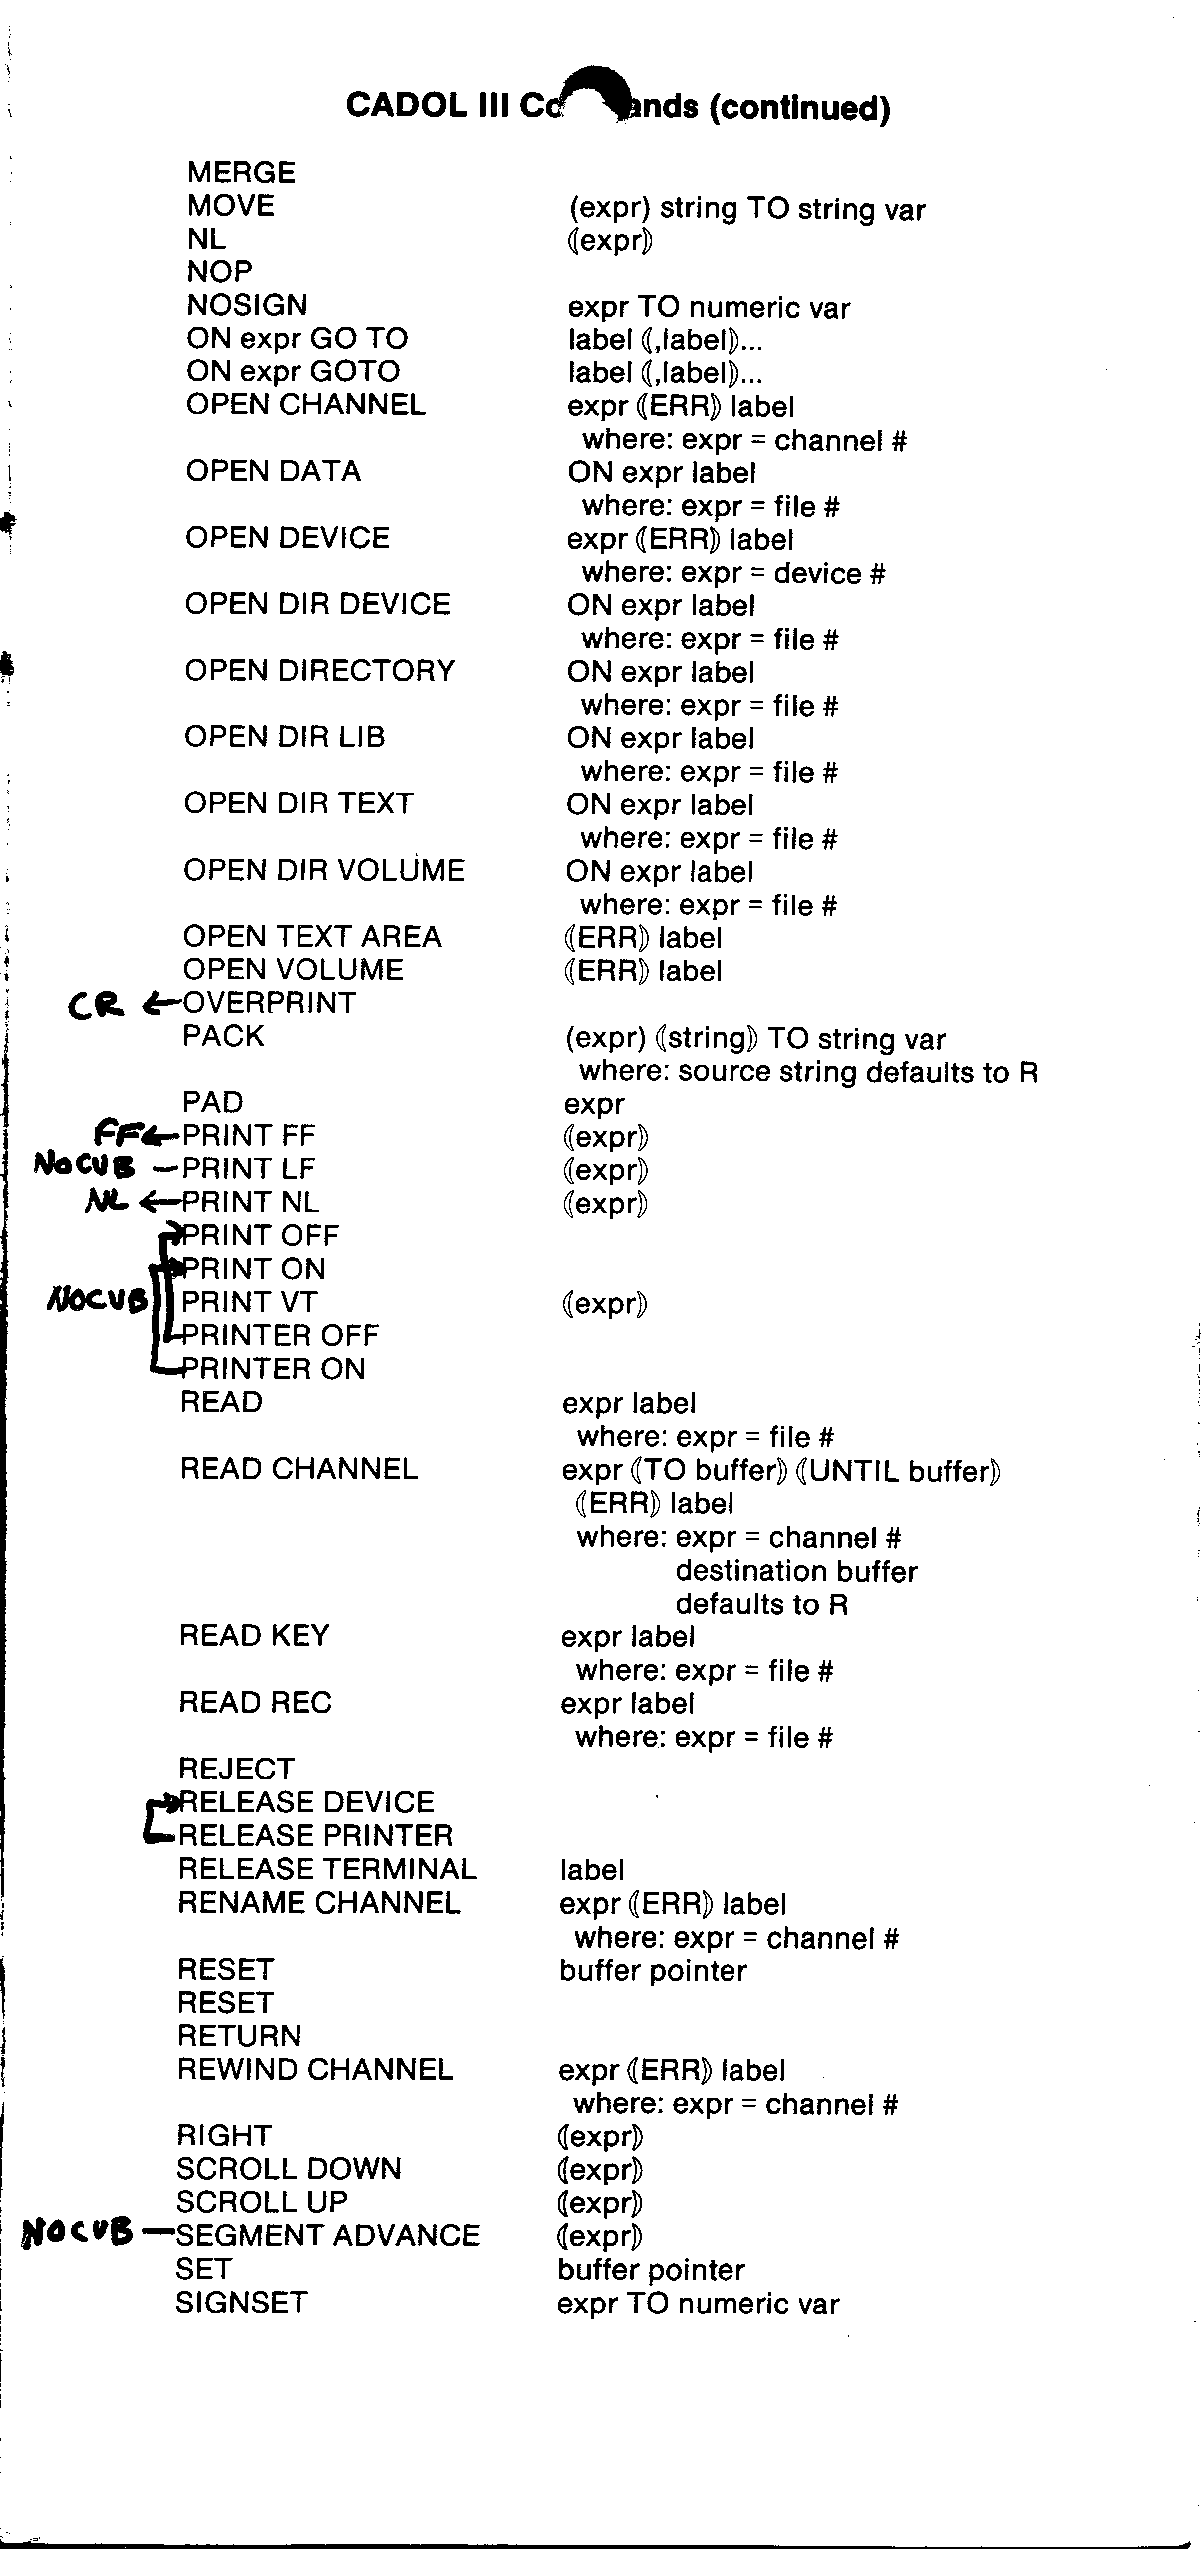 CADOL III Commands (continued)
MERGE
MOVE (expr) string TO string var
NL ⸨expr⸩
NOP
NOSIGN expr TO numeric var
ON expr GO TO label ⸨,label⸩...
ON expr GOTO label ⸨,label⸩...
OPEN CHANNEL expr ⸨ERR⸩ label
where: expr = channel #
OPEN DATA ON expr label
where: expr = file #
OPEN DEVICE expr ⸨ERR⸩ label
where: expr = device #
OPEN DIR DEVICE ON expr label
where: expr = file #
OPEN DIRECTORY ON expr label
where: expr = file #
OPEN DIR LIB ON expr label
where: expr = file #
OPEN DIR TEXT ON expr label
where: expr = file #
OPEN DIR VOLUME ON expr label
where: expr = file #
OPEN TEXT AREA ⸨ERR⸩ label
OPEN VOLUME ⸨ERR⸩ label
CR ←OVERPRINT
PACK (expr) ⸨string⸩ TO string var
where: source string defaults to R
PAD expr
FF←PRINT FF ⸨expr⸩
NOCUB —PRINT LF ⸨expr⸩
NL ←PRINT NL ⸨expr⸩
PRINT OFF
PRINT ON
NOCUB PRINT VT ⸨expr⸩
PRINTER OFF
PRINTER ON
READ expr label
where: expr = file #
READ CHANNEL expr ⸨TO buffer⸩ ⸨UNTIL buffer⸩
⸨ERR⸩ label
where: expr = channel #
destination buffer
defaults to R
READ KEY expr label
where: expr = file #
READ REC expr label
where: expr = file #
REJECT
RELEASE DEVICE
RELEASE PRINTER
RELEASE TERMINAL label
RENAME CHANNEL expr ⸨ERR⸩ label
where: expr = channel #
RESET buffer pointer
RESET
RETURN
REWIND CHANNEL expr ⸨ERR⸩ label
where: expr = channel #
RIGHT ⸨expr⸩
SCROLL DOWN ⸨expr⸩
SCROLL UP ⸨expr⸩
NOCUB —SEGMENT ADVANCE ⸨expr⸩
SET buffer pointer
SIGNSET expr TO numeric var